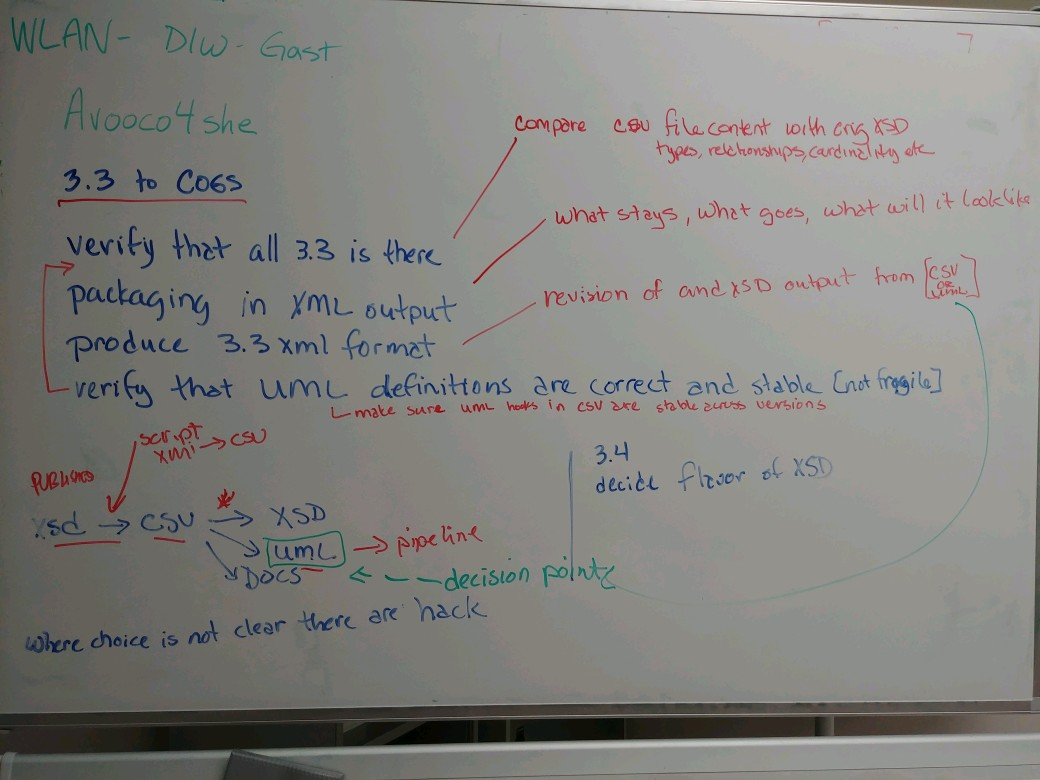 WLAN- DIW- Gast
Avooco4she
3.3 to COGS
compare csv file content with orig XSD
types, relationships, cardinality etc
what stays, what goes, what will it look like
verify that all 3.3 is there
packaging in XML output
revision of and XSD output from [CSV
OR
UML]
produce 3.3 xml format
verify that UML definitions are correct and stable [not fragile]
make sure uml hooks in csv are stable across versions
script
xmi → csv
3.4
decide flavor of XSD
PUBLISHED
xsd → CSV → XSD
UML → pipeline
DOCS ← - - decision point
where choice is not clear there are hack